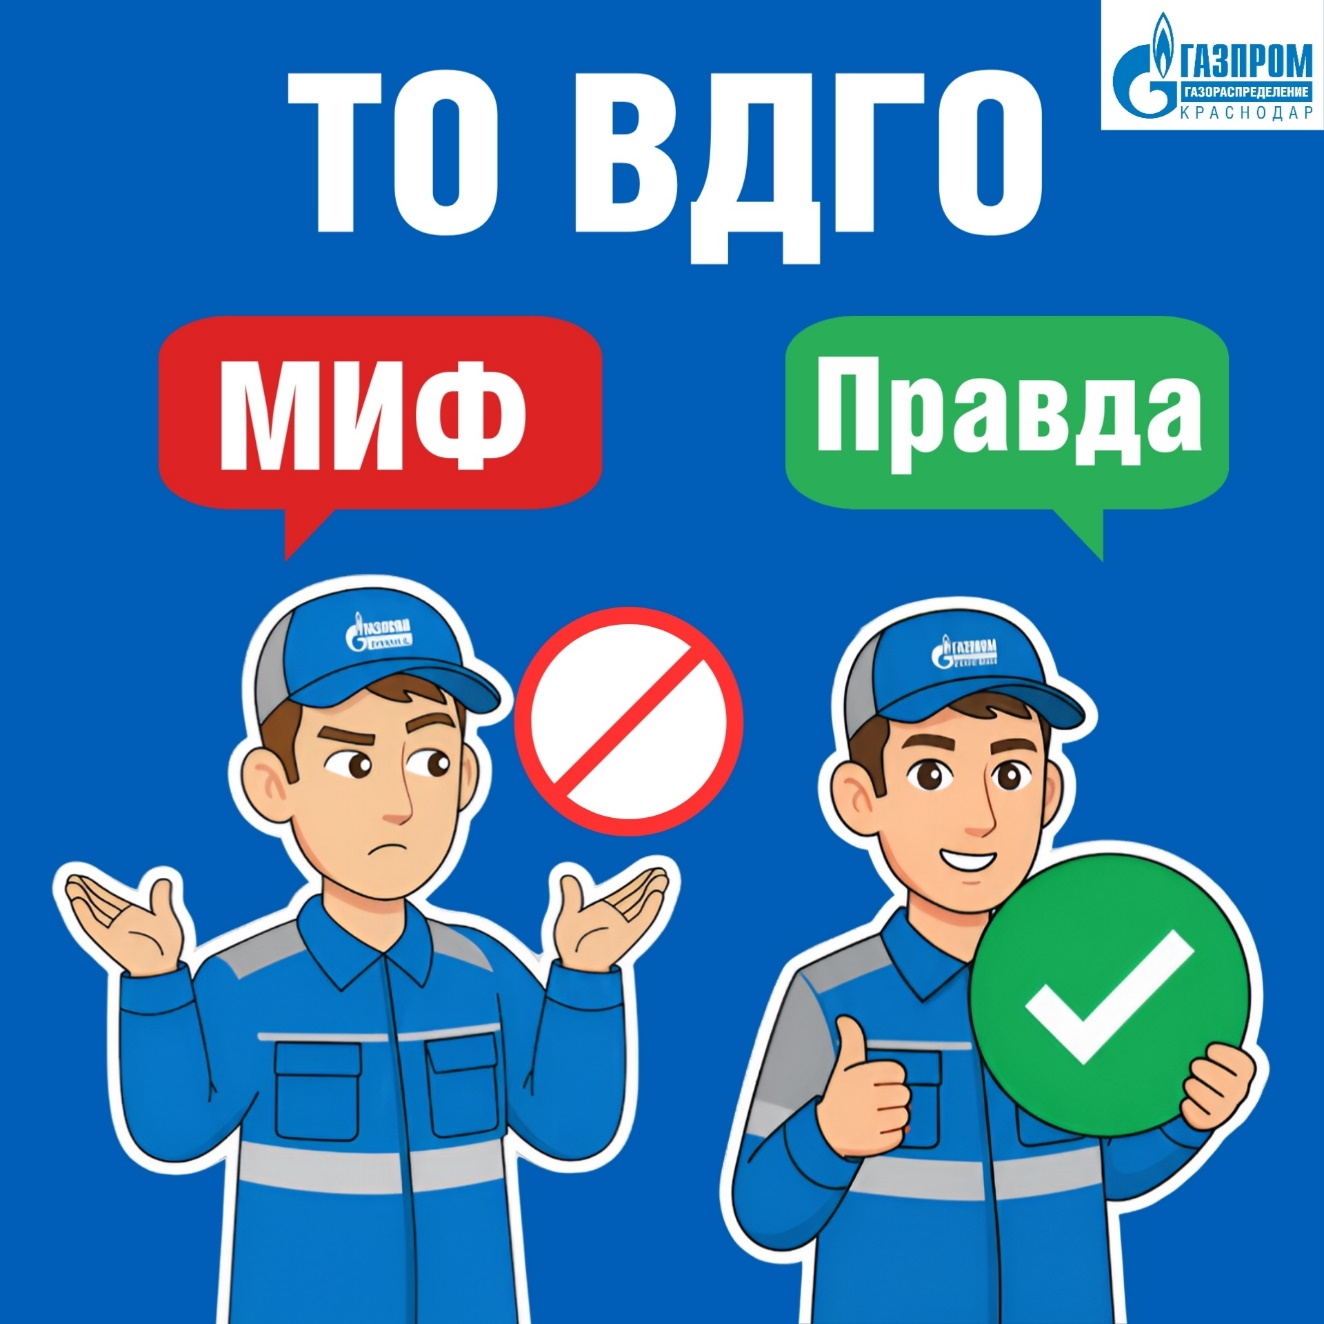 ГАЗПРОМ
ГАЗОРАСПРЕДЕЛЕНИЕ
КРАСНОДАР
ТО ВДГО
МИФ
Правда